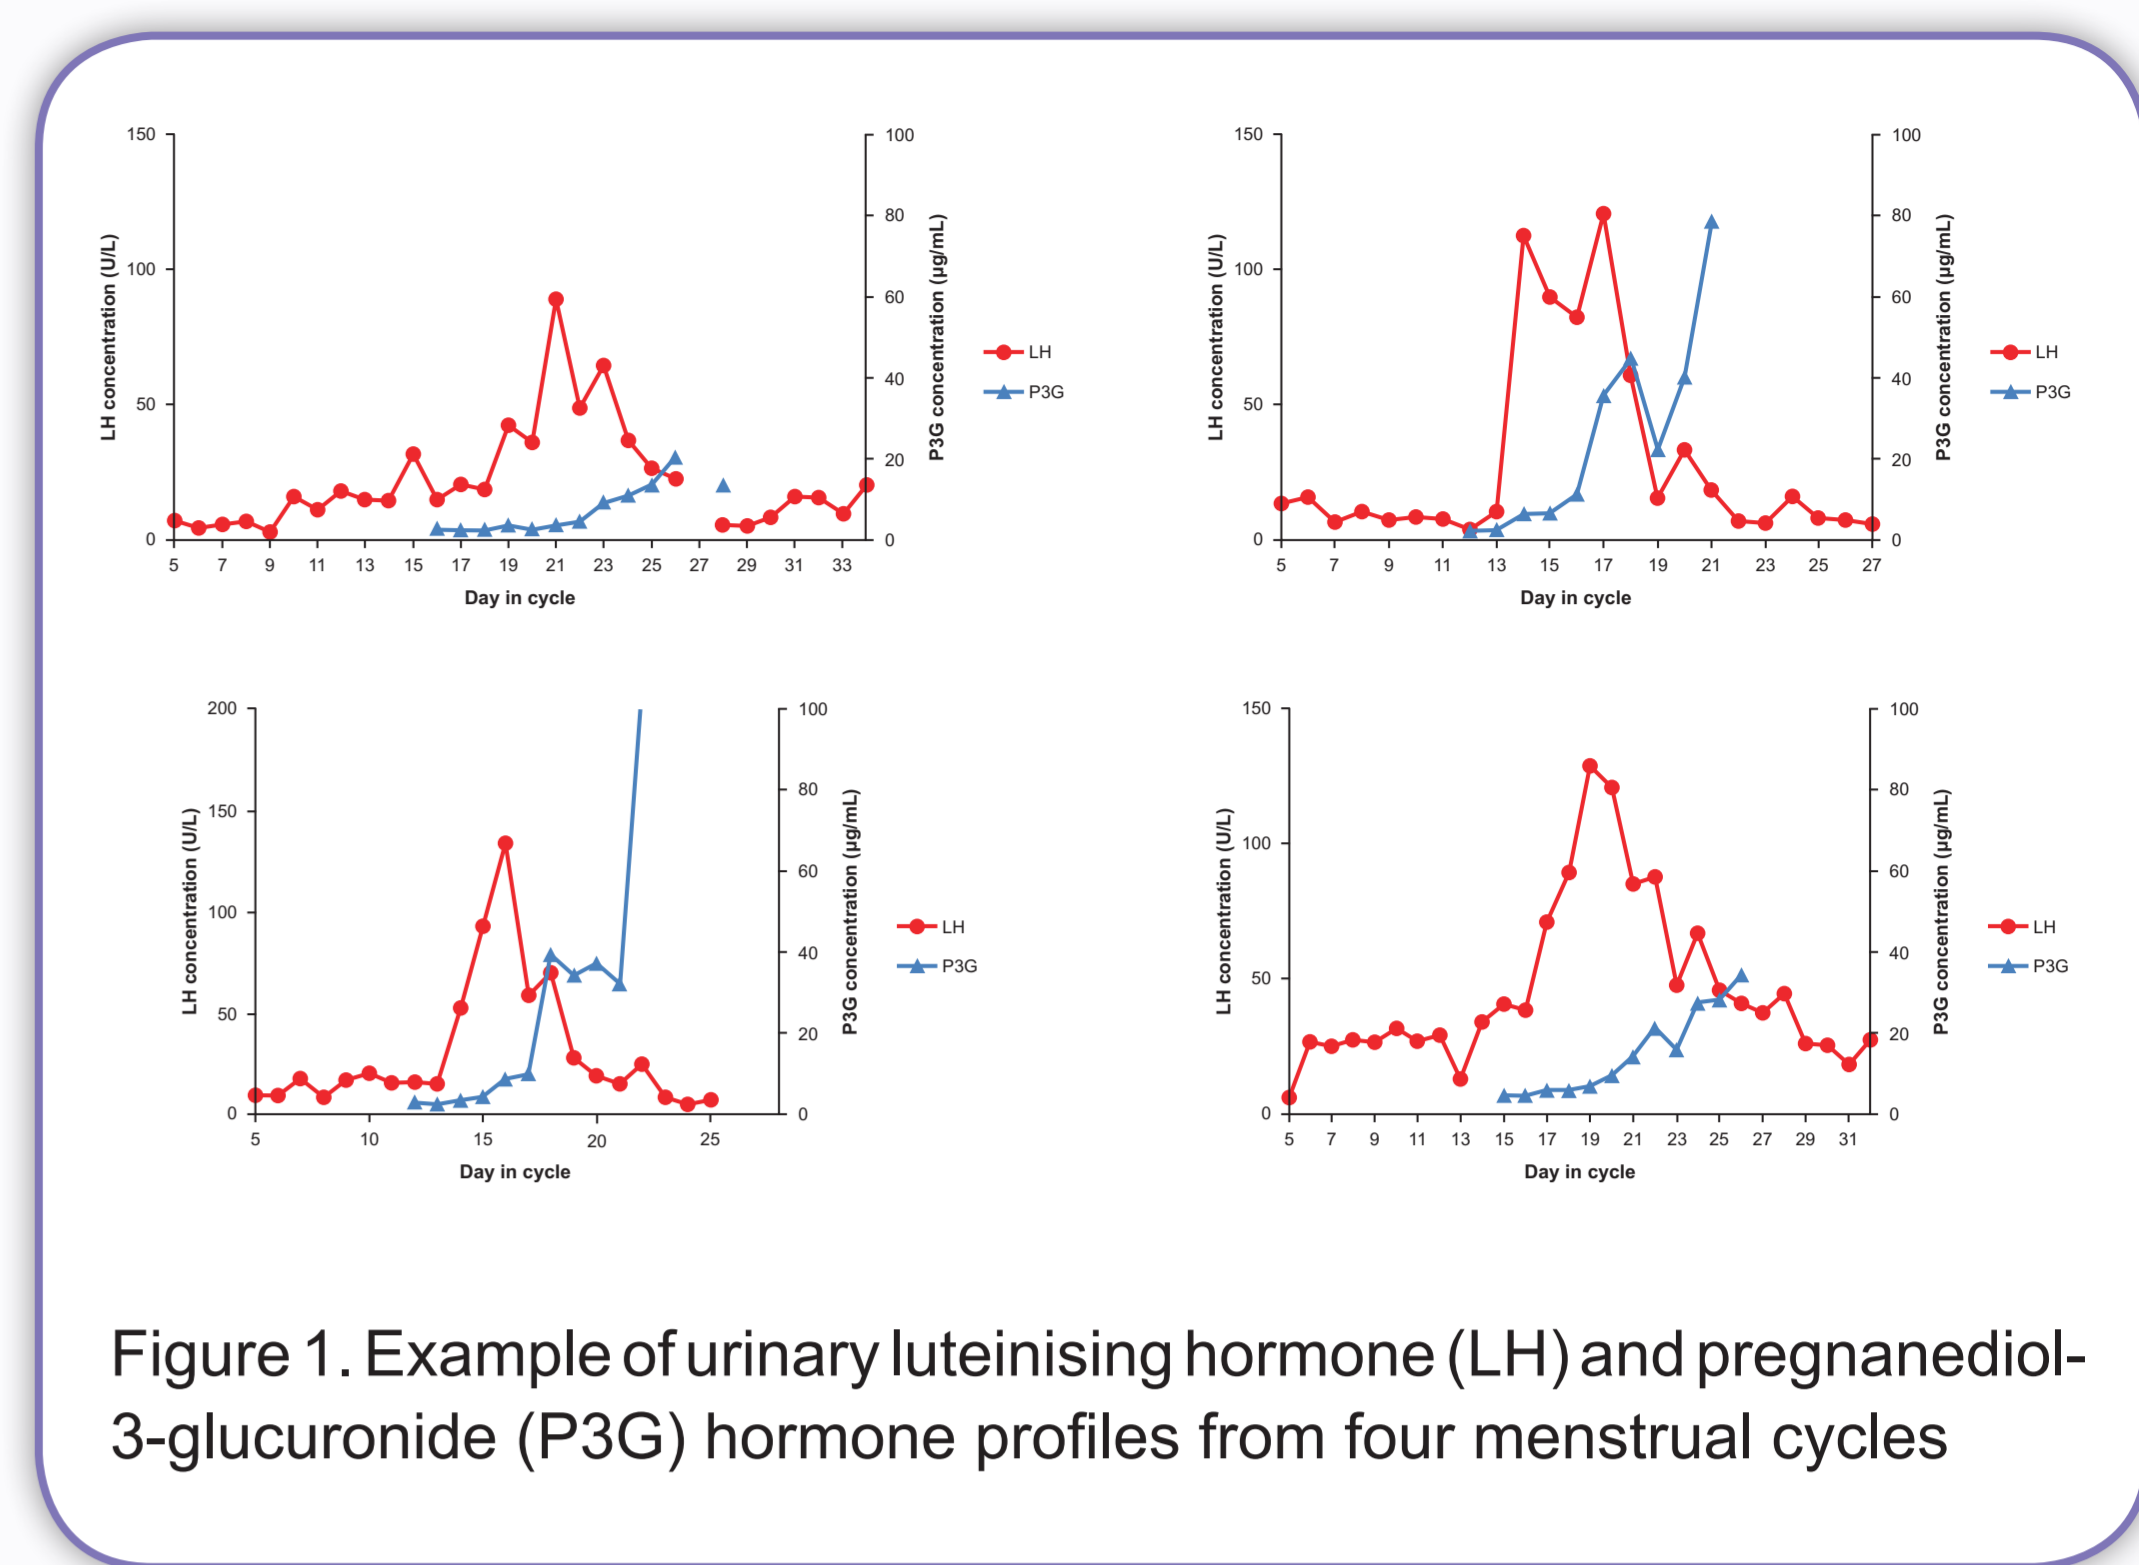 150
100
50
0
LH concentration (U/L)
100
80
60
40
20
0
P3G concentration (µg/mL)
5 7 9 11 13 15 17 19 21 23 25 27 29 31 33
Day in cycle
LH
P3G
150
100
50
0
LH concentration (U/L)
100
80
60
40
20
0
P3G concentration (µg/mL)
5 7 9 11 13 15 17 19 21 23 25 27
Day in cycle
LH
P3G
200
150
100
50
0
LH concentration (U/L)
100
80
60
40
20
0
P3G concentration (µg/mL)
5 10 15 20 25
Day in cycle
LH
P3G
150
100
50
0
LH concentration (U/L)
100
80
60
40
20
0
P3G concentration (µg/mL)
5 7 9 11 13 15 17 19 21 23 25 27 29 31
Day in cycle
LH
P3G
Figure 1. Example of urinary luteinising hormone (LH) and pregnanediol-
3-glucuronide (P3G) hormone profiles from four menstrual cycles